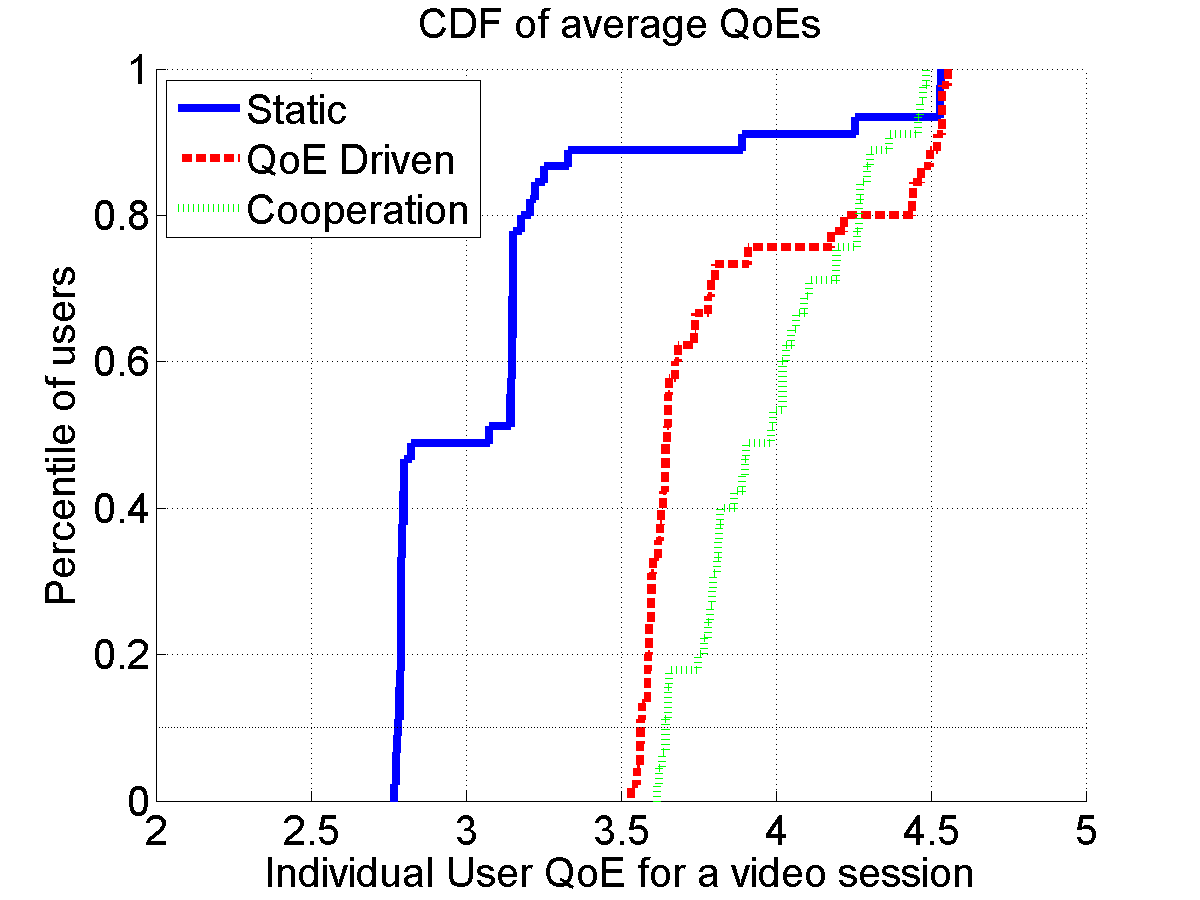 CDF of average QoEs
1
0.8
0.6
0.4
0.2
0
Static
QoE Driven
Cooperation
Percentile of users
2 2.5 3 3.5 4 4.5 5
Individual User QoE for a video session